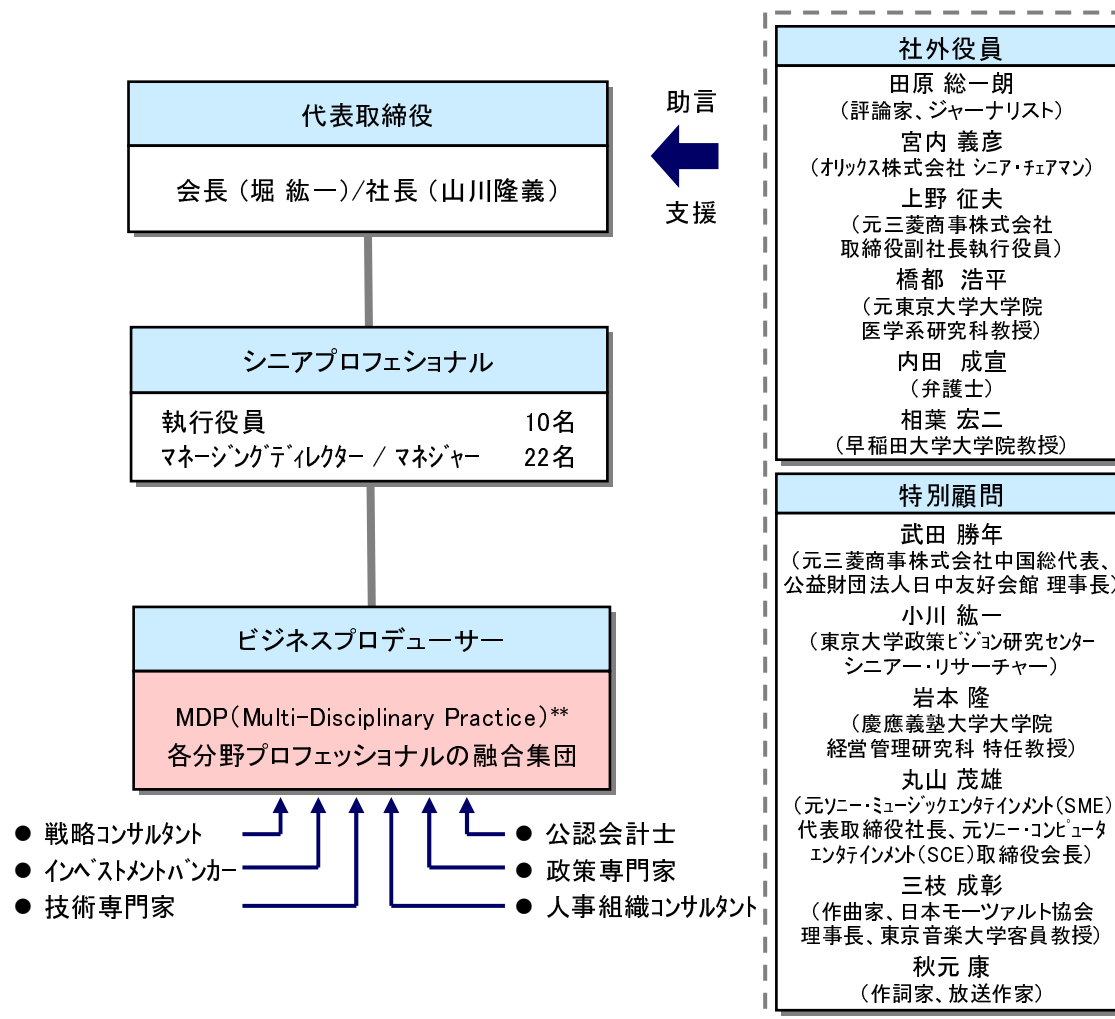 代表取締役
会長（堀 紘一）/社長（山川隆義）
助言
支援
シニアプロフェショナル
執行役員 10名
マネージングディレクター / マネジャー 22名
ビジネスプロデューサー
MDP（Multi-Disciplinary Practice）**
各分野プロフェッショナルの融合集団
● 戦略コンサルタント
● インベストメントバンカー
● 技術専門家
● 公認会計士
● 政策専門家
● 人事組織コンサルタント
社外役員
田原 総一朗
（評論家、ジャーナリスト）
宮内 義彦
（オリックス株式会社 シニア・チェアマン）
上野 征夫
（元三菱商事株式会社
取締役副社長執行役員）
橋都 浩平
（元東京大学大学院
医学系研究科教授）
内田 成宣
（弁護士）
相葉 宏二
（早稲田大学大学院教授）
特別顧問
武田 勝年
（元三菱商事株式会社中国総代表、
公益財団法人日中友好会館 理事長）
小川 紘一
（東京大学政策ビジョン研究センター
シニアー・リサーチャー）
岩本 隆
（慶應義塾大学大学院
経営管理研究科 特任教授）
丸山 茂雄
（元ソニー・ミュージックエンタテインメント（SME）
代表取締役社長、元ソニー・コンピュータ
エンタテインメント（SCE）取締役会長）
三枝 成彰
（作曲家、日本モーツァルト協会
理事長、東京音楽大学客員教授）
秋元 康
（作詞家、放送作家）